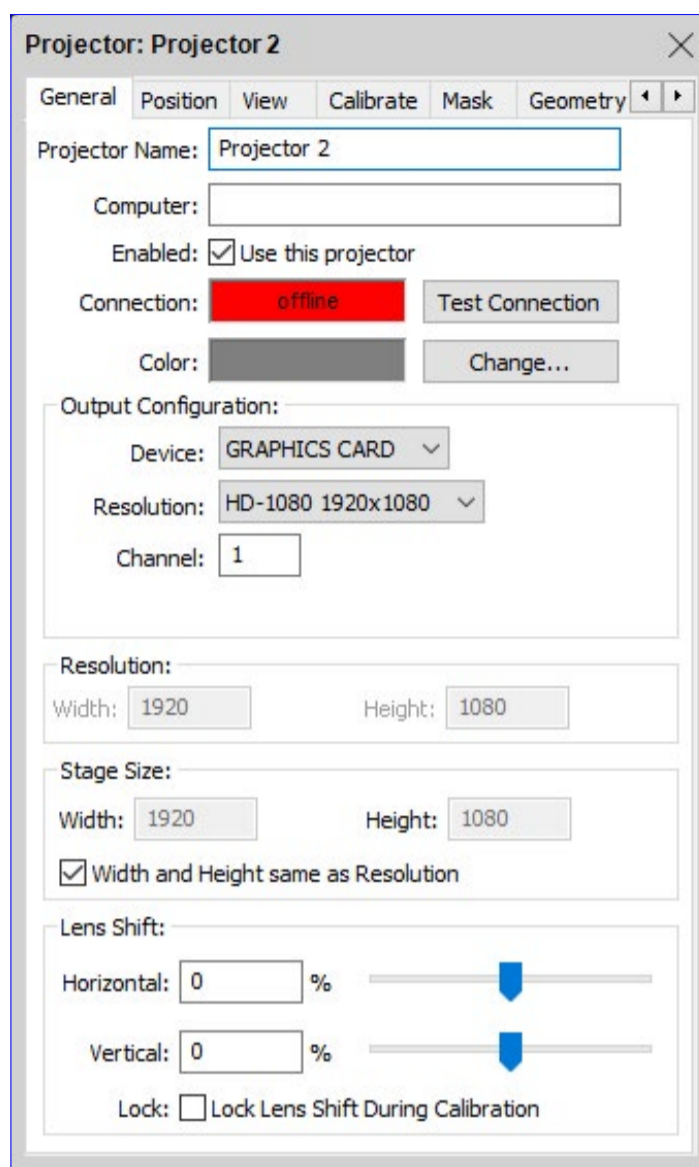 Projector: Projector 2
General Position View Calibrate Mask Geometry
Projector Name: Projector 2
Computer:
Enabled: Use this projector
Connection: offline Test Connection
Color: Change...
Output Configuration:
Device: GRAPHICS CARD
Resolution: HD-1080 1920x1080
Channel: 1
Resolution:
Width: 1920 Height: 1080
Stage Size:
Width: 1920 Height: 1080
Width and Height same as Resolution
Lens Shift:
Horizontal: 0 %
Vertical: 0 %
Lock: Lock Lens Shift During Calibration